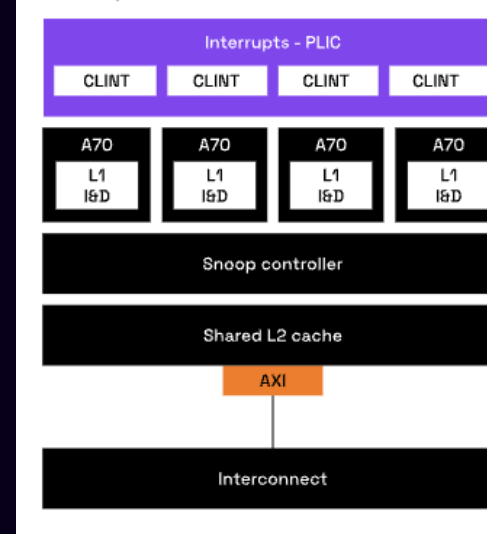 Interrupts - PLIC
CLINT CLINT CLINT CLINT
A70 A70 A70 A70
L1 L1 L1 L1
I&D I&D I&D I&D
Snoop controller
Shared L2 cache
AXI
Interconnect